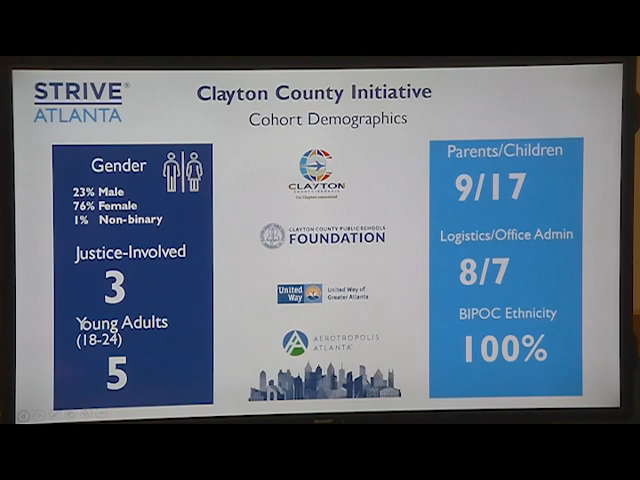 STRIVE®
ATLANTA
Clayton County Initiative
Cohort Demographics
Gender
23% Male
76% Female
1% Non-binary
Justice-Involved
3
Young Adults
(18-24)
5
CLAYTON
CLAYTON COUNTY PUBLIC SCHOOLS
FOUNDATION
United
Way
United Way of
Greater Atlanta
AEROTROPOLIS
ATLANTA
Parents/Children
9/17
Logistics/Office Admin
8/7
BIPOC Ethnicity
100%